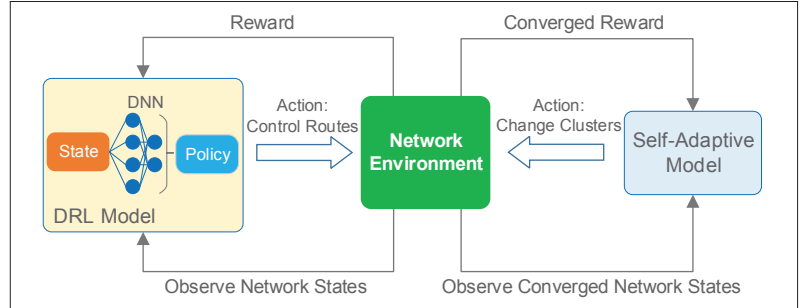 Reward
Converged Reward
DNN
State
Policy
DRL Model
Action:
Control Routes
Network
Environment
Action:
Change Clusters
Self-Adaptive
Model
Observe Network States
Observe Converged Network States